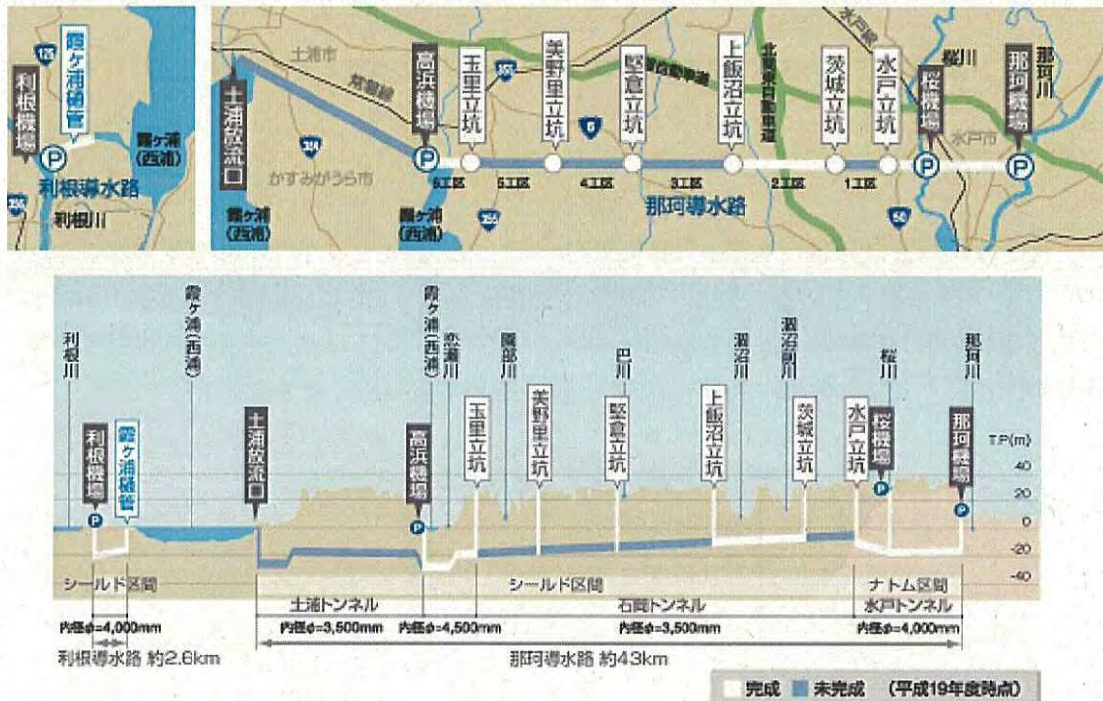 125
霞ヶ浦樋管
利根機場
P
霞ヶ浦
(西浦)
利根導水路
利根川
土浦市
常磐線
土浦放流口
354
かすみがうら市
霞ヶ浦
(西浦)
高浜機場
P
霞ヶ浦
(西浦)
玉里立坑
355
355
美野里立坑
6
堅倉立坑
上飯沼立坑
北関東自動車道
茨城立坑
水戸線
水戸立坑
桜川
桜機場
P
那珂機場
P
那珂川
水戸市
50
6工区
5工区
4工区
3工区
2工区
1工区
那珂導水路
利根川
利根機場
P
霞ヶ浦樋管
霞ヶ浦(西浦)
土浦放流口
高浜機場
P
霞ヶ浦(西浦)
恋瀬川
玉里立坑
園部川
美野里立坑
巴川
堅倉立坑
上飯沼立坑
涸沼川
涸沼前川
茨城立坑
水戸立坑
桜川
桜機場
P
那珂川
那珂機場
P
T.P(m)
40
20
0
-20
-40
シールド区間
シールド区間
ナトム区間
土浦トンネル
石岡トンネル
水戸トンネル
内径φ=4,000mm
内径φ=3,500mm
内径φ=4,500mm
内径φ=3,500mm
内径φ=4,000mm
利根導水路 約2.6km
那珂導水路 約43km
完成 未完成 (平成19年度時点)